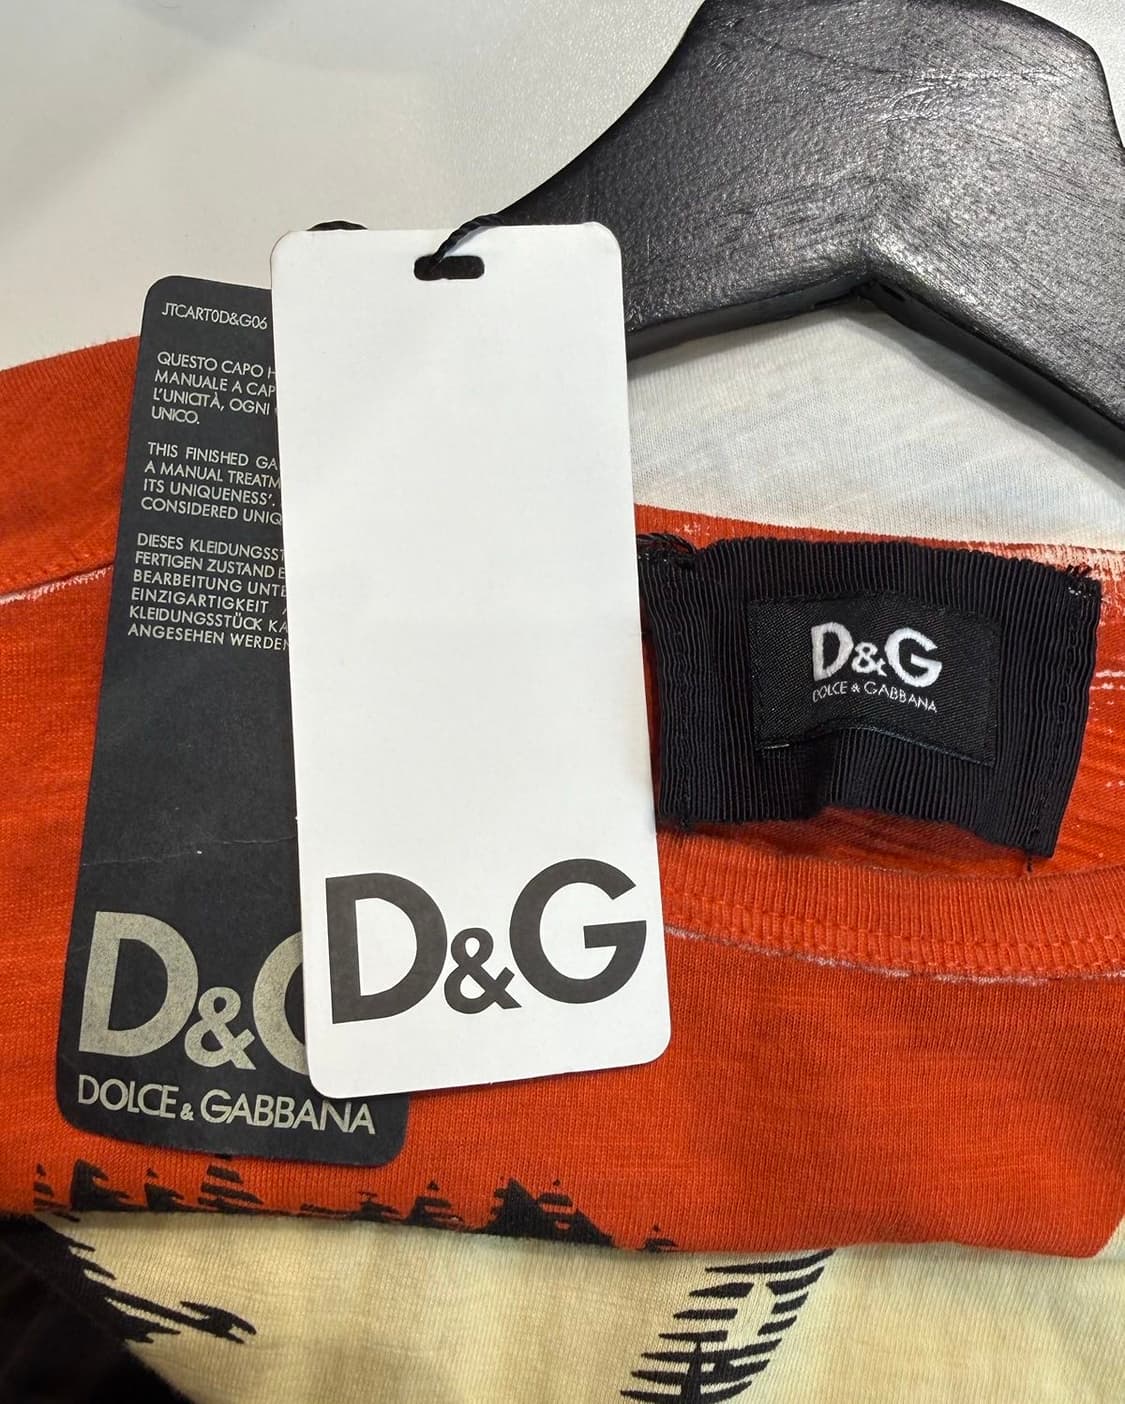 JTCART0D&G06
QUESTO CAPO
MANUALE A CAP
L'UNICITÀ, OGNI
UNICO.
THIS FINISHED GA
A MANUAL TREATM
ITS UNIQUENESS'.
CONSIDERED UNIQ
DIESES KLEIDUNGSST
FERTIGEN ZUSTAND E
BEARBEITUNG UNTE
EINZIGARTIGKEIT
KLEIDUNGSSTÜCK KA
ANGESEHEN WERDEN
D&G
DOLCE & GABBANA
D&G
D&G
DOLCE & GABBANA